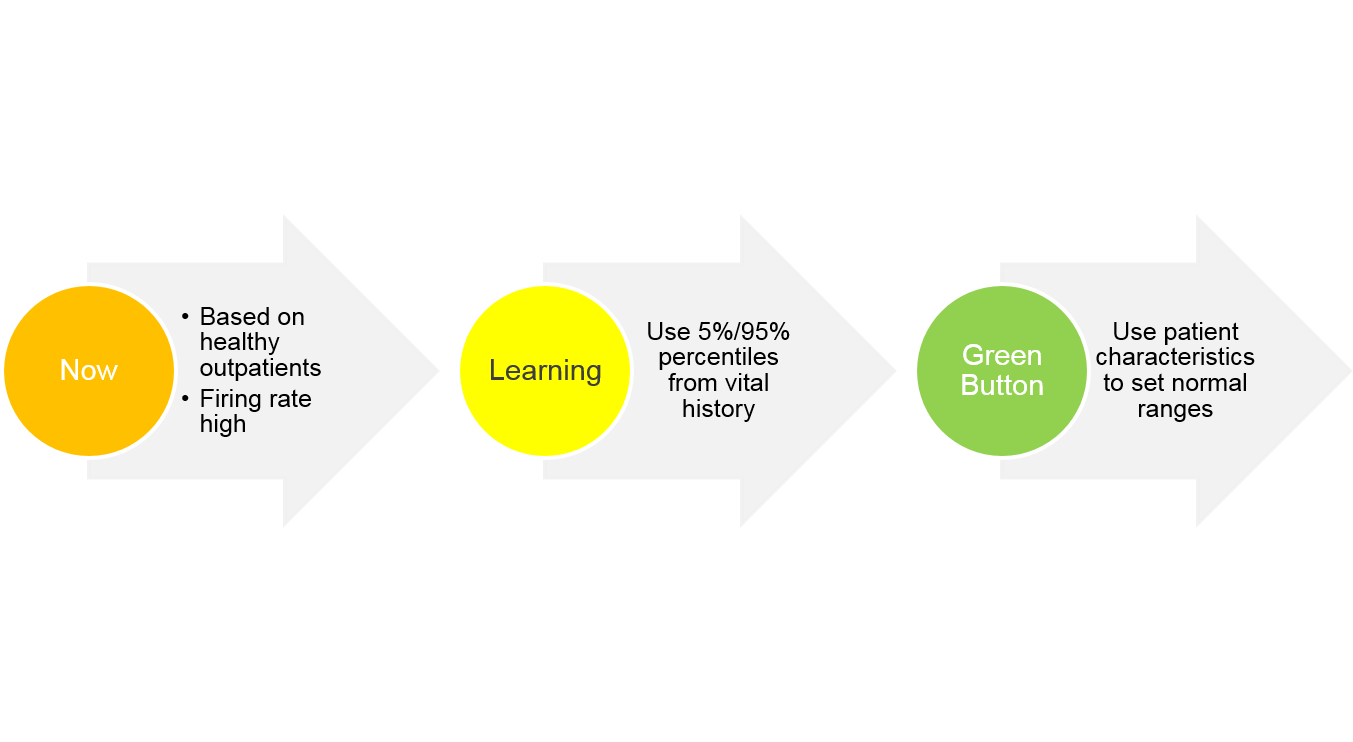 Now
• Based on
healthy
outpatients
• Firing rate
high
Learning
Use 5%/95%
percentiles
from vital
history
Green
Button
Use patient
characteristics
to set normal
ranges